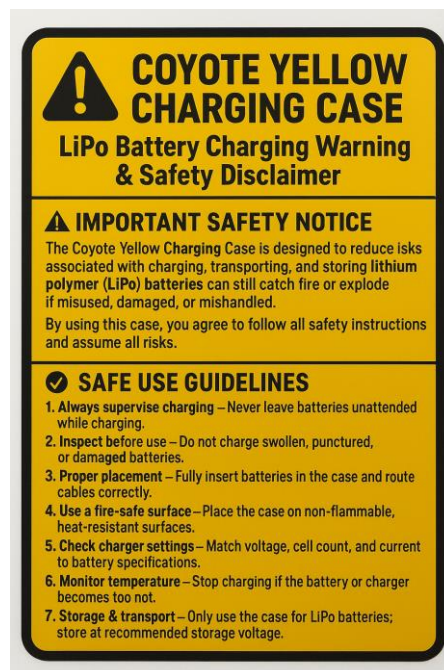 COYOTE YELLOW
CHARGING CASE
LiPo Battery Charging Warning
& Safety Disclaimer
IMPORTANT SAFETY NOTICE
The Coyote Yellow Charging Case is designed to reduce isks
associated with charging, transporting, and storing lithium
polymer (LiPo) batteries can still catch fire or explode
if misused, damaged, or mishandled.
By using this case, you agree to follow all safety instructions
and assume all risks.
SAFE USE GUIDELINES
1. Always supervise charging – Never leave batteries unattended
while charging.
2. Inspect before use – Do not charge swollen, punctured,
or damaged batteries.
3. Proper placement – Fully insert batteries in the case and route
cables correctly.
4. Use a fire-safe surface – Place the case on non-flammable,
heat-resistant surfaces.
5. Check charger settings – Match voltage, cell count, and current
to battery specifications.
6. Monitor temperature – Stop charging if the battery or charger
becomes too not.
7. Storage & transport – Only use the case for LiPo batteries;
store at recommended storage voltage.